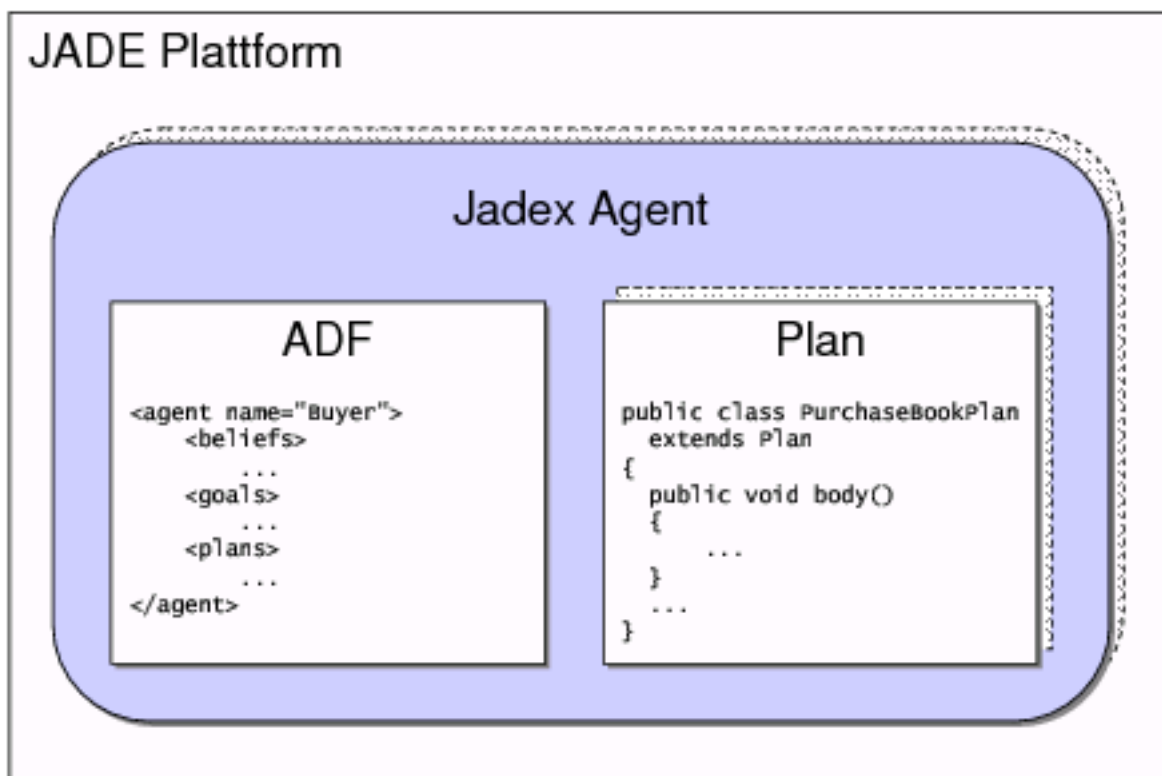 JADE Plattform
Jadex Agent
ADF
<agent name="Buyer">
<beliefs>
...
<goals>
...
<plans>
...
</agent>
Plan
public class PurchaseBookPlan
extends Plan
{
public void body()
{
...
}
...
}